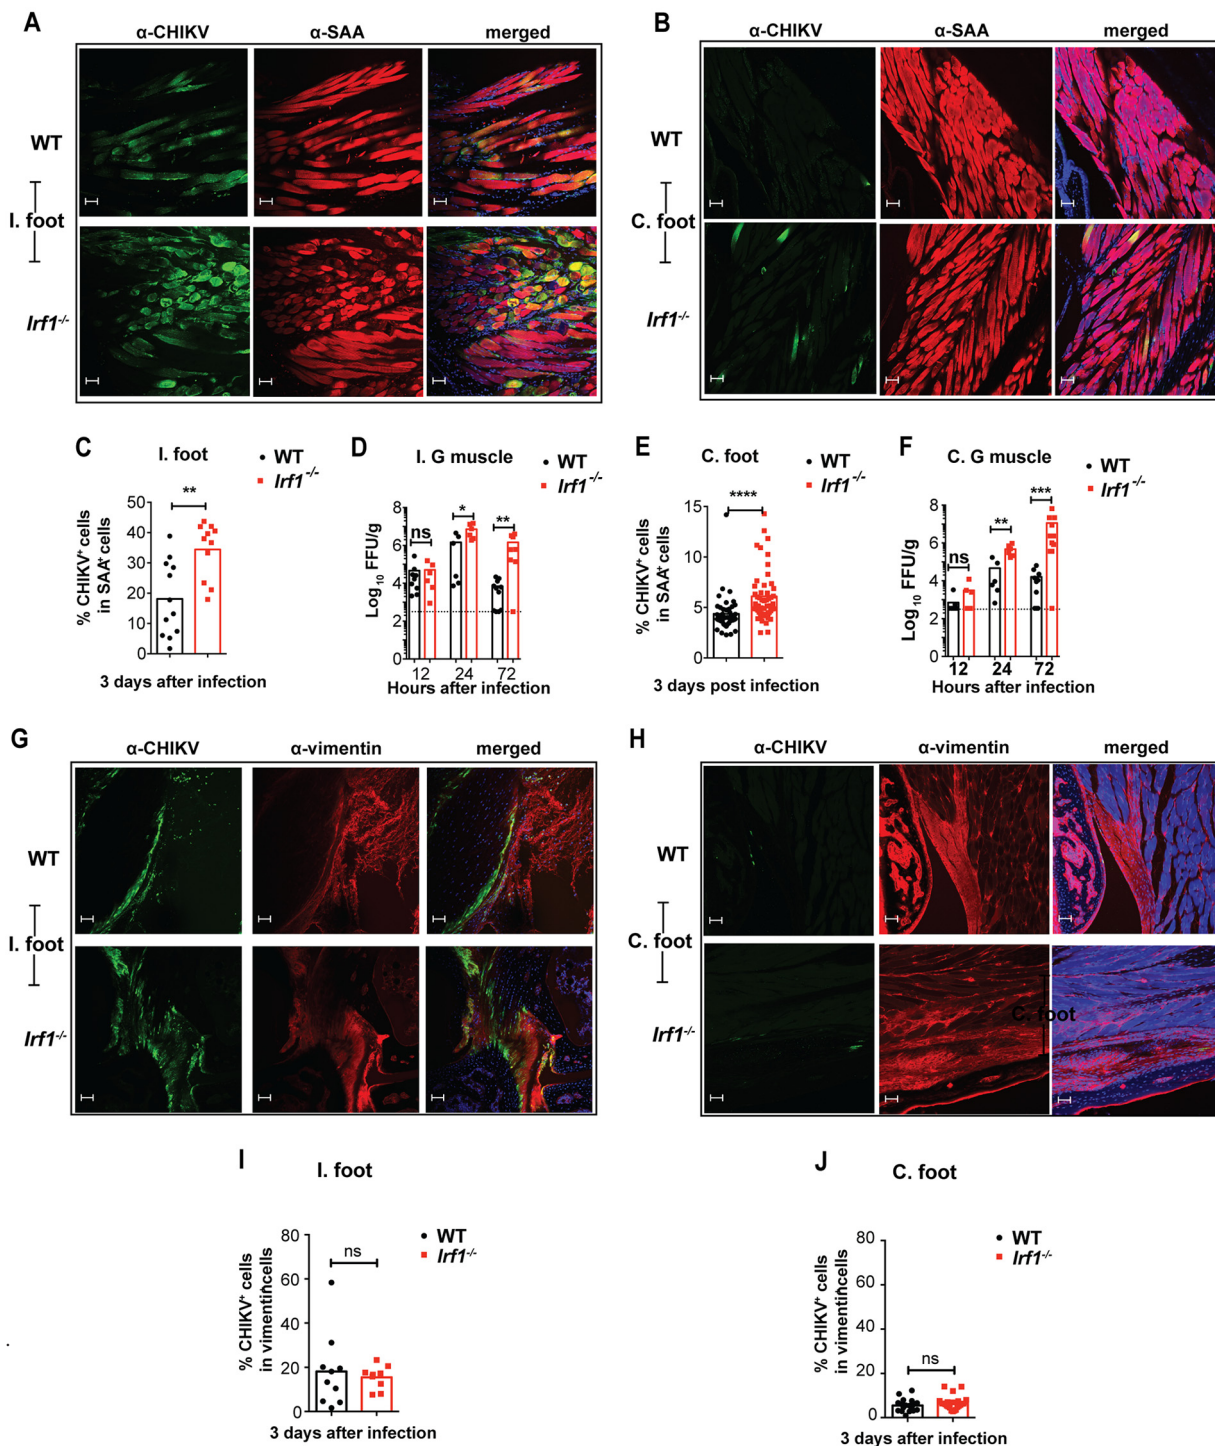 A
α-CHIKV α-SAA merged
WT
I. foot
Irf1-/-
B
α-CHIKV α-SAA merged
WT
C. foot
Irf1-/-
C
I. foot
WT
Irf1-/-
**
50
40
30
20
10
0
% CHIKV+ cells
in SAA+ cells
3 days after infection
D
I. G muscle
WT
Irf1-/-
ns * **
8
6
4
2
0
Log10 FFU/g
12 24 72
Hours after infection
E
C. foot
WT
Irf1-/-
****
15
10
5
0
% CHIKV+ cells
in SAA+ cells
3 days post infection
F
C. G muscle
WT
Irf1-/-
ns ** ***
8
6
4
2
0
Log10 FFU/g
12 24 72
Hours after infection
G
α-CHIKV α-vimentin merged
WT
I. foot
Irf1-/-
H
α-CHIKV α-vimentin merged
WT
C. foot
Irf1-/-
C. foot
I
I. foot
WT
Irf1-/-
ns
80
60
40
20
0
% CHIKV+ cells
in vimentin+cells
3 days after infection
J
C. foot
WT
Irf1-/-
ns
80
60
40
20
0
% CHIKV+ cells
in vimentin+cells
3 days after infection